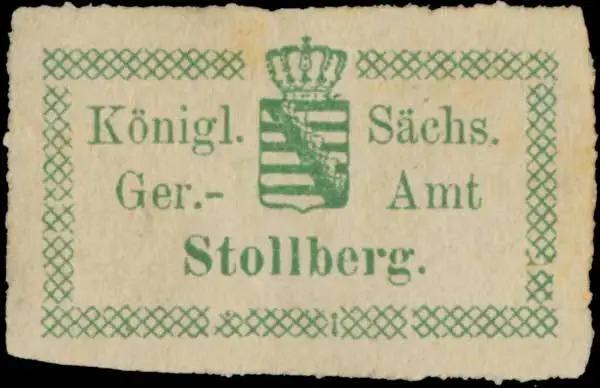 Königl. Sächs.
Ger.- Amt
Stollberg.